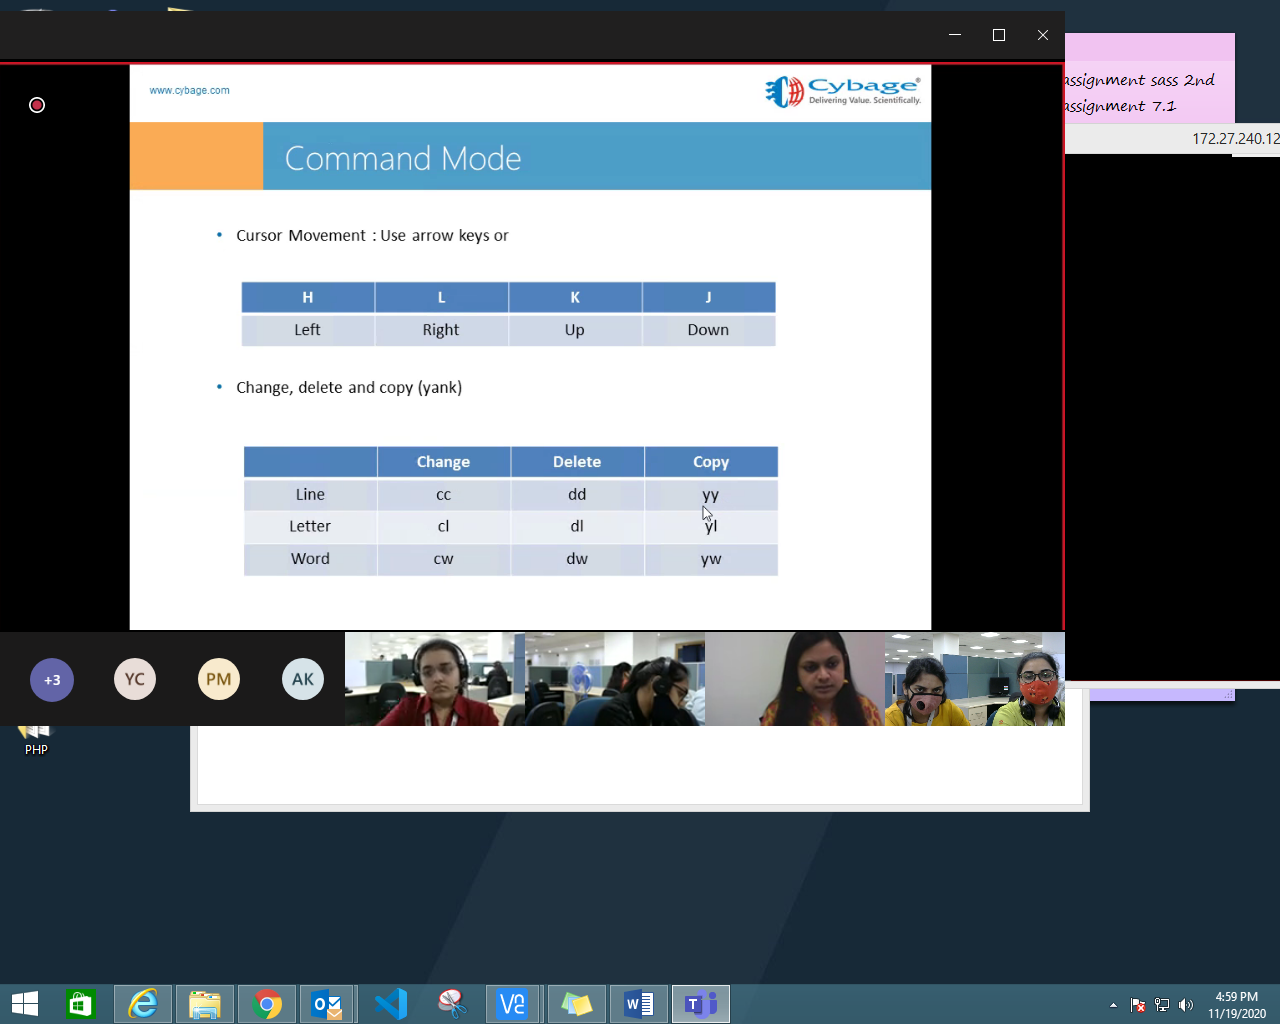 www.cybage.com
Cybage®
Delivering Value. Scientifically.
Command Mode
• Cursor Movement : Use arrow keys or
H L K J
Left Right Up Down
• Change, delete and copy (yank)
Change Delete Copy
Line cc dd yy
Letter cl dl yl
Word cw dw yw
assignment sass 2nd
assignment 7.1
172.27.240.12
+3 YC PM AK
PHP
4:59 PM
11/19/2020